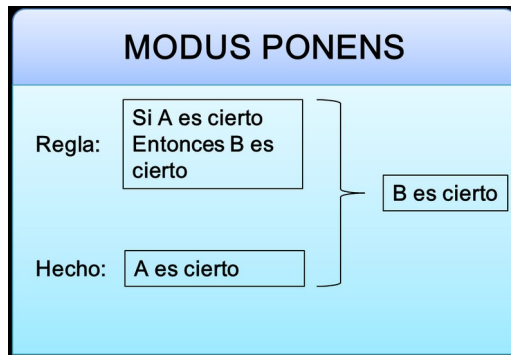 MODUS PONENS
Regla:
Si A es cierto
Entonces B es
cierto
B es cierto
Hecho:
A es cierto